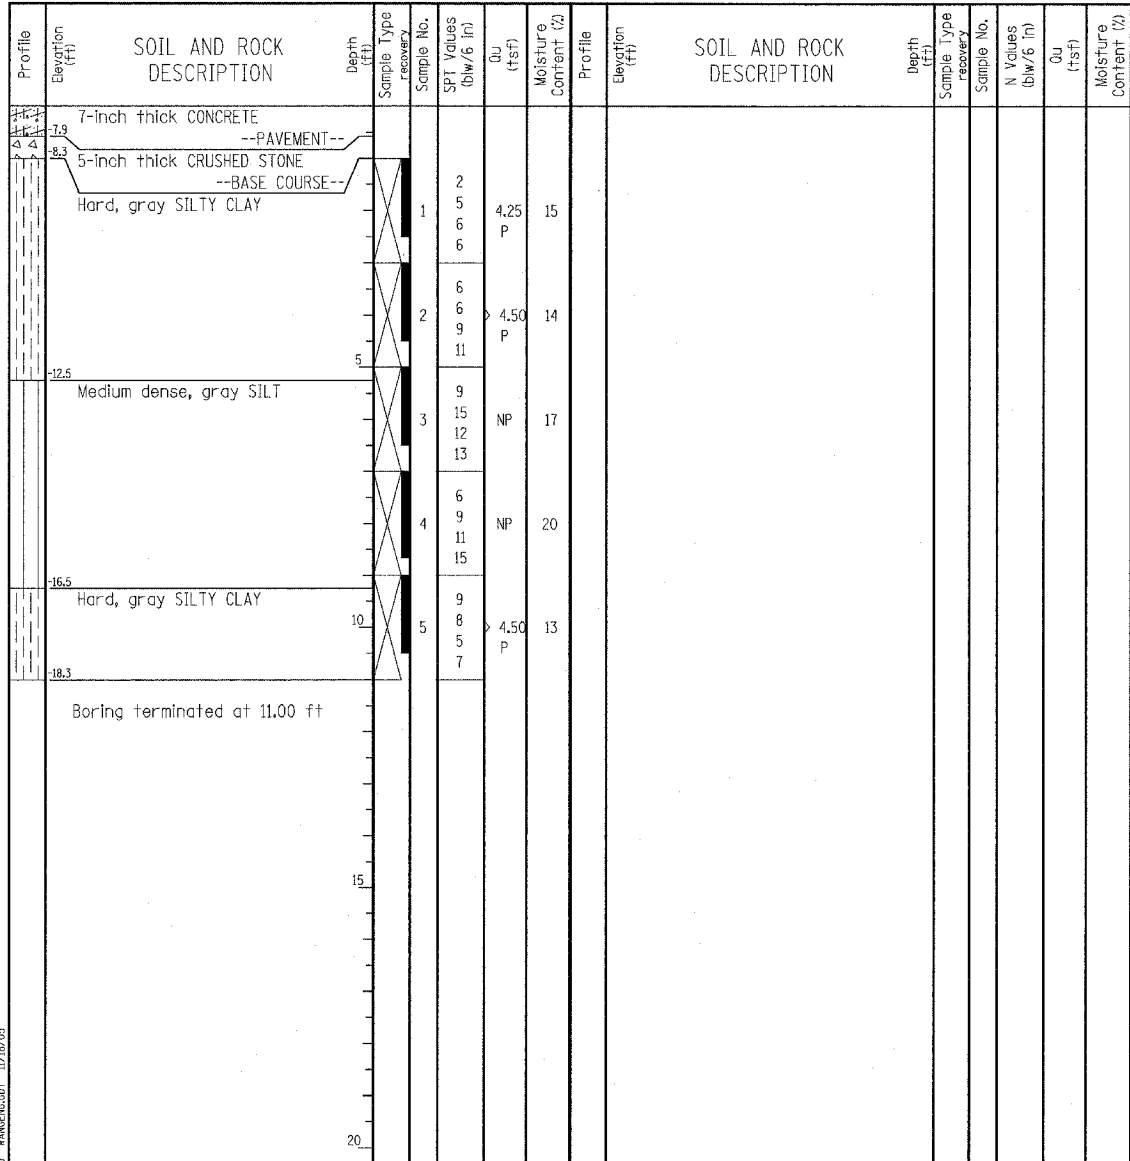 Profile
Elevation (ft)
SOIL AND ROCK
DESCRIPTION
Depth (ft)
Sample Type
recovery
Sample No.
SPT Values
(blw/6 in)
Qu
(tsf)
Moisture
Content (%)
Profile
Elevation (ft)
SOIL AND ROCK
DESCRIPTION
Depth (ft)
Sample Type
recovery
Sample No.
N Values
(blw/6 in)
Qu
(tsf)
Moisture
Content (%)
7-inch thick CONCRETE
-7.9
--PAVEMENT--
-8.3 5-inch thick CRUSHED STONE
--BASE COURSE--
Hard, gray SILTY CLAY
2
1 5 4.25 15
6 P
6
6
2 6 > 4.50 14
9 P
11
5
-12.5
Medium dense, gray SILT
9
3 15 NP 17
12
13
6
4 9 NP 20
11
15
-16.5
Hard, gray SILTY CLAY
9
10 5 8 > 4.50 13
5 P
7
-18.3
Boring terminated at 11.00 ft
15
20